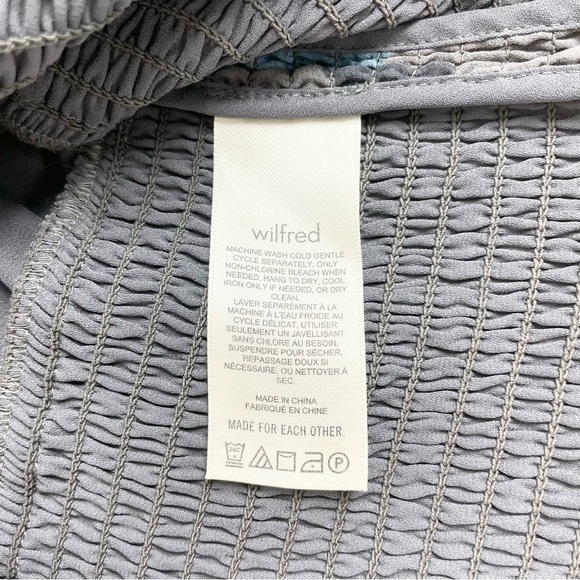 wilfred
MACHINE WASH COLD GENTLE
CYCLE SEPARATELY, ONLY
NON-CHLORINE BLEACH WHEN
NEEDED, HANG TO DRY, COOL
IRON ONLY IF NEEDED, OR DRY
CLEAN.
LAVER SÉPARÉMENT À LA
MACHINE À L'EAU FROIDE AU
CYCLE DÉLICAT, UTILISER
SEULEMENT UN JAVELLISANT
SANS CHLORE AU BESOIN,
SUSPENDRE POUR SÉCHER,
REPASSAGE DOUX SI
NÉCESSAIRE, OU NETTOYER À
SEC.
MADE IN CHINA
FABRIQUÉ EN CHINE
MADE FOR EACH OTHER.
30C P